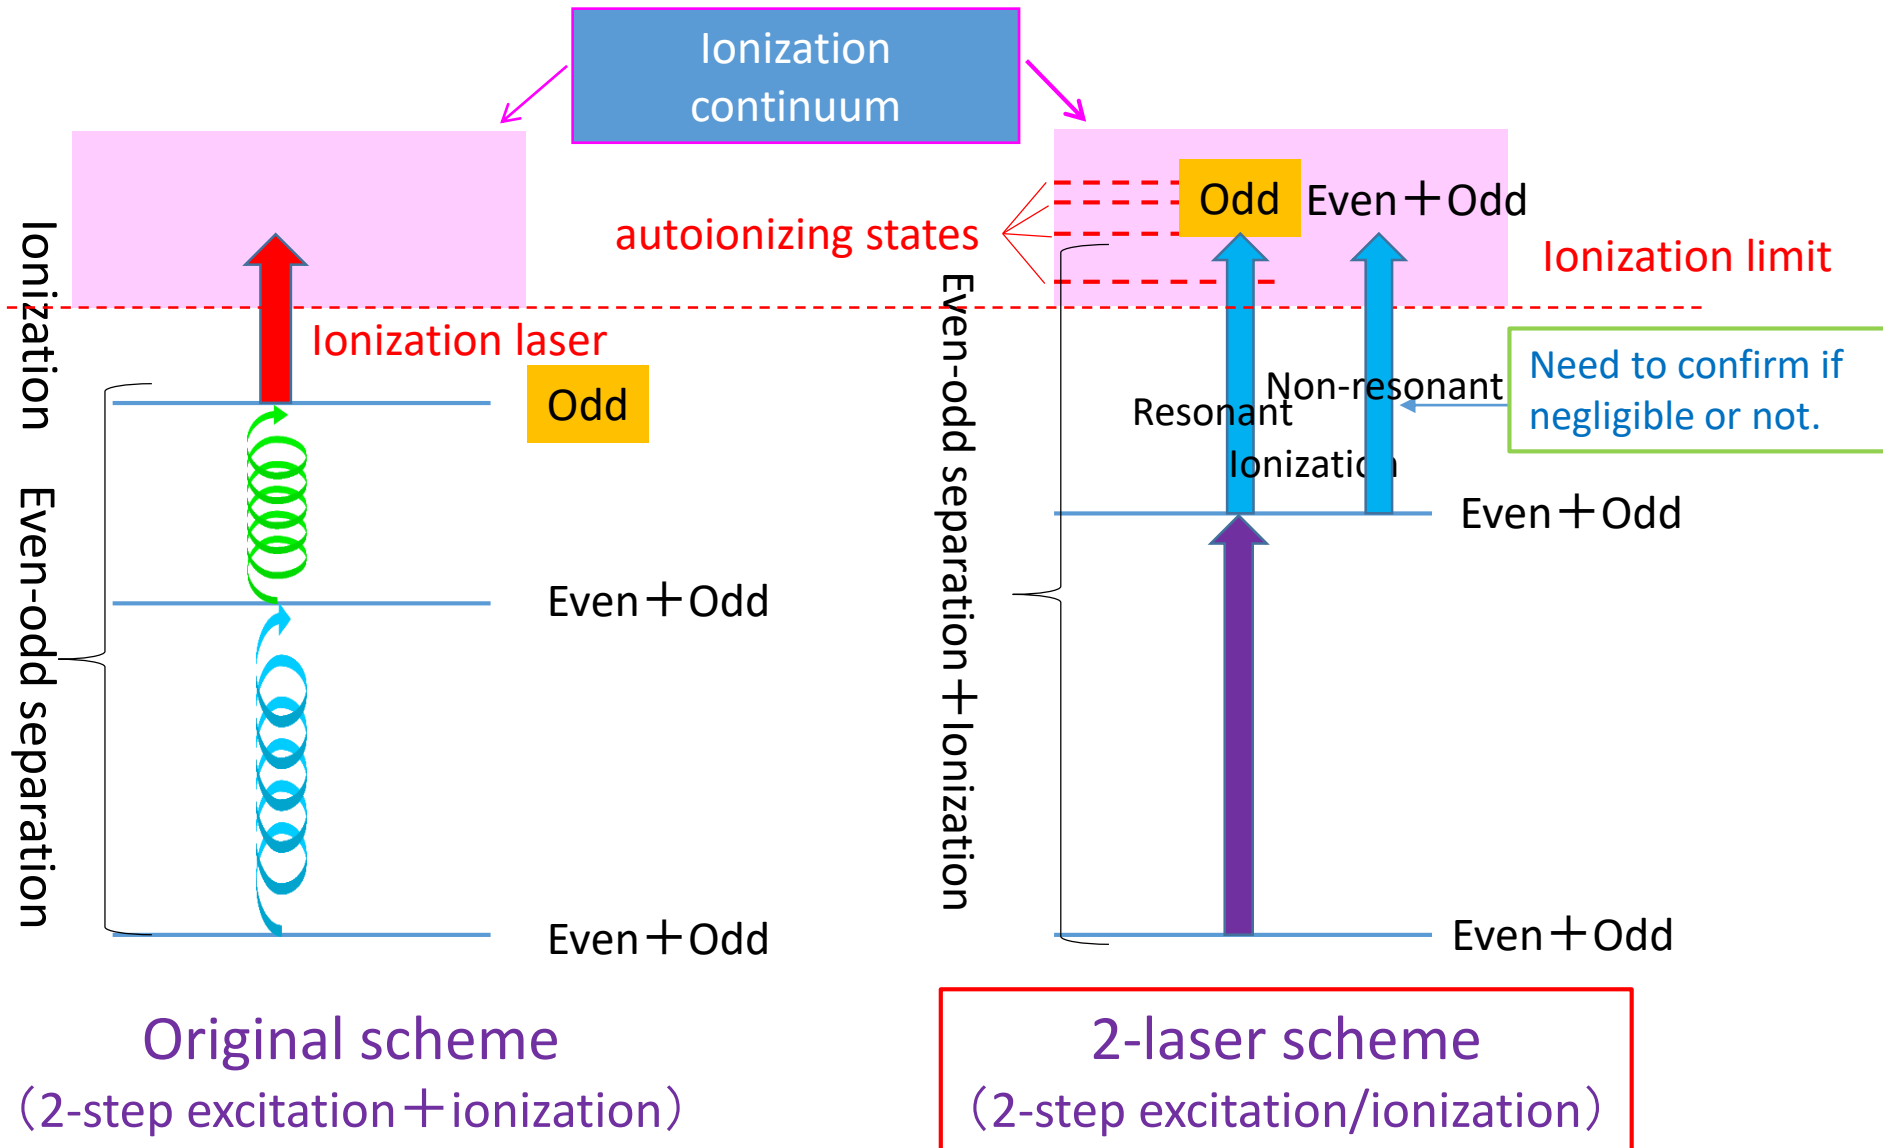 Ionization
continuum
Odd
Even＋Odd
autoionizing states
Ionization limit
Ionization
Ionization laser
Odd
Even-odd separation
Even＋Odd
Even＋Odd
Even-odd separation＋Ionization
Resonant
Non-resonant
Ionization
Need to confirm if
negligible or not.
Even＋Odd
Even＋Odd
Original scheme
（2-step excitation＋ionization）
2-laser scheme
（2-step excitation/ionization）